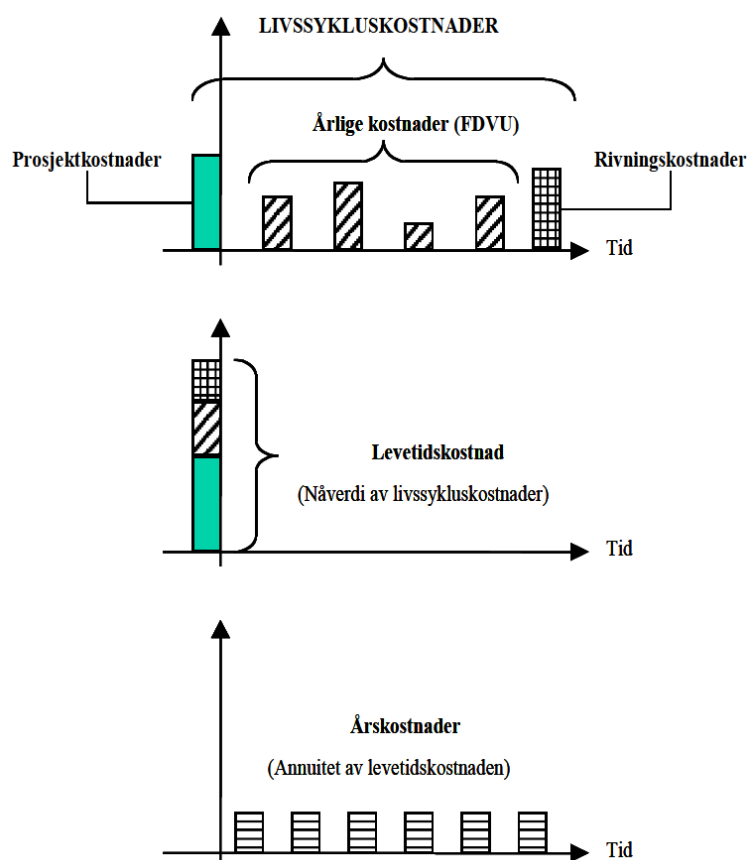 LIVSSYKLUSKOSTNADER
Årlige kostnader (FDVU)
Prosjektkostnader
Rivningskostnader
Tid
Levetidskostnad
(Nåverdi av livssykluskostnader)
Tid
Årskostnader
(Annuitet av levetidskostnaden)
Tid